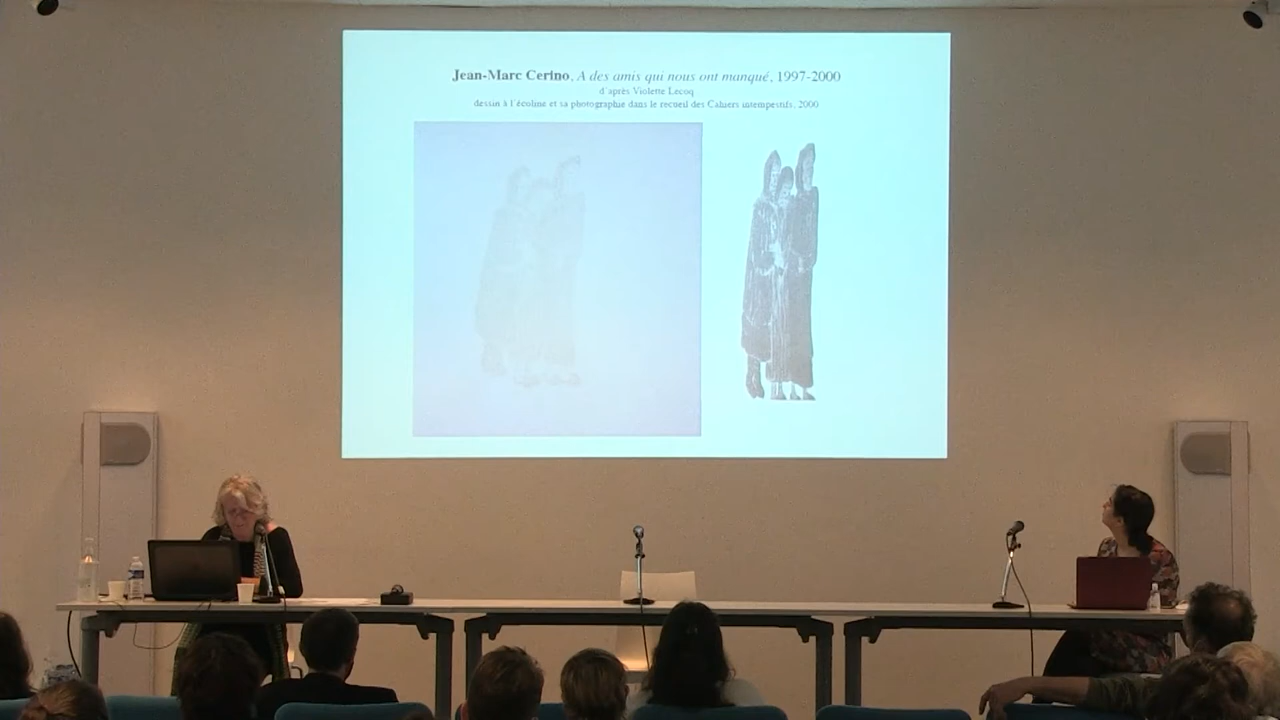 Jean-Marc Cerino, A des amis qui nous ont manqué, 1997-2000
d'après Violette Lecoq
dessin à l'écoline et sa photographie dans le recueil des Cahiers intempestifs, 2000